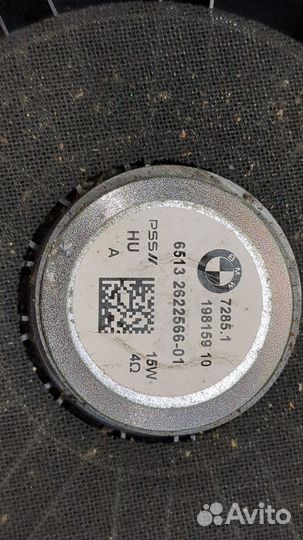 BMW
7285.1
198159 10
6513 2622566-01
PSS//
HU
A
15W
4Ω
Avito